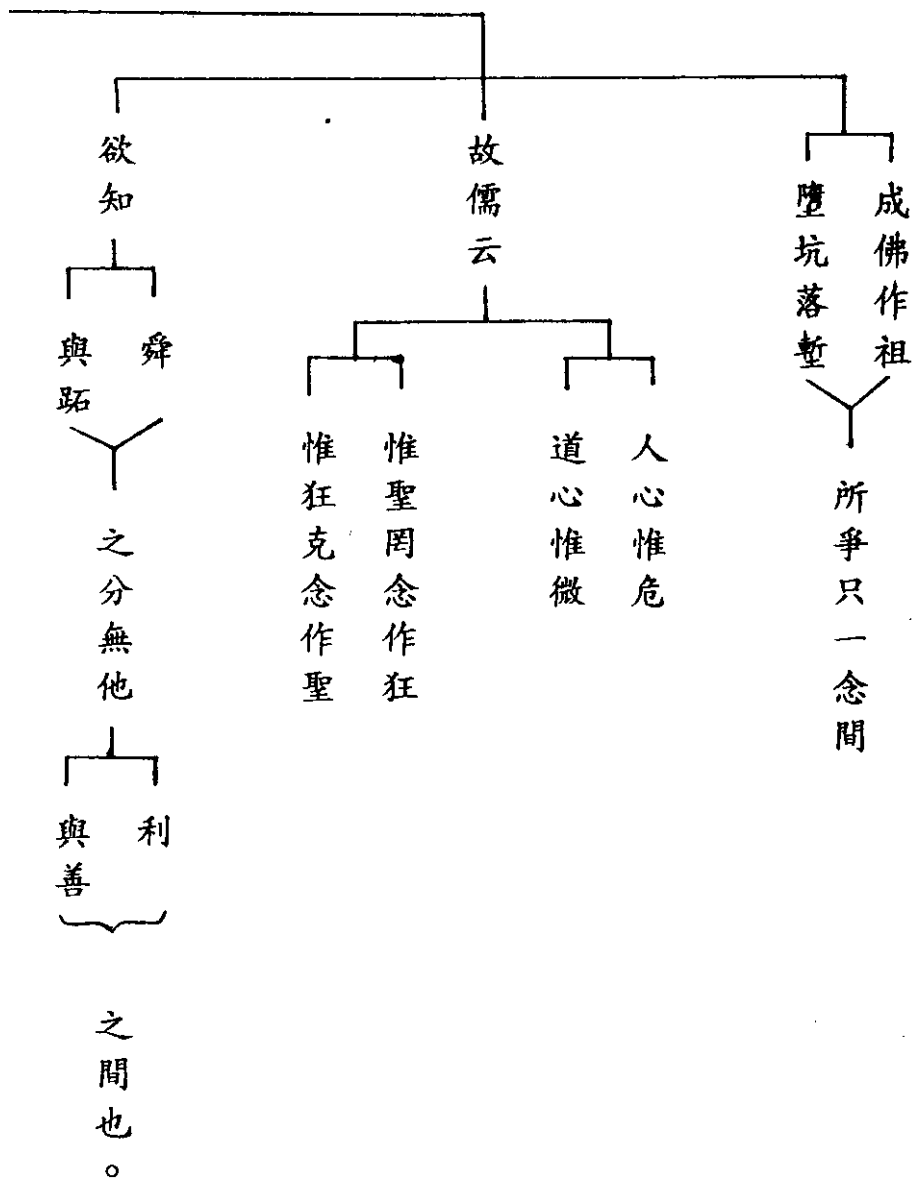 成佛作祖
墮坑落塹
所爭只一念間
故儒云
人心惟危
道心惟微
惟聖罔念作狂
惟狂克念作聖
欲知
舜
與跖
之分無他
利
與善
之間也。